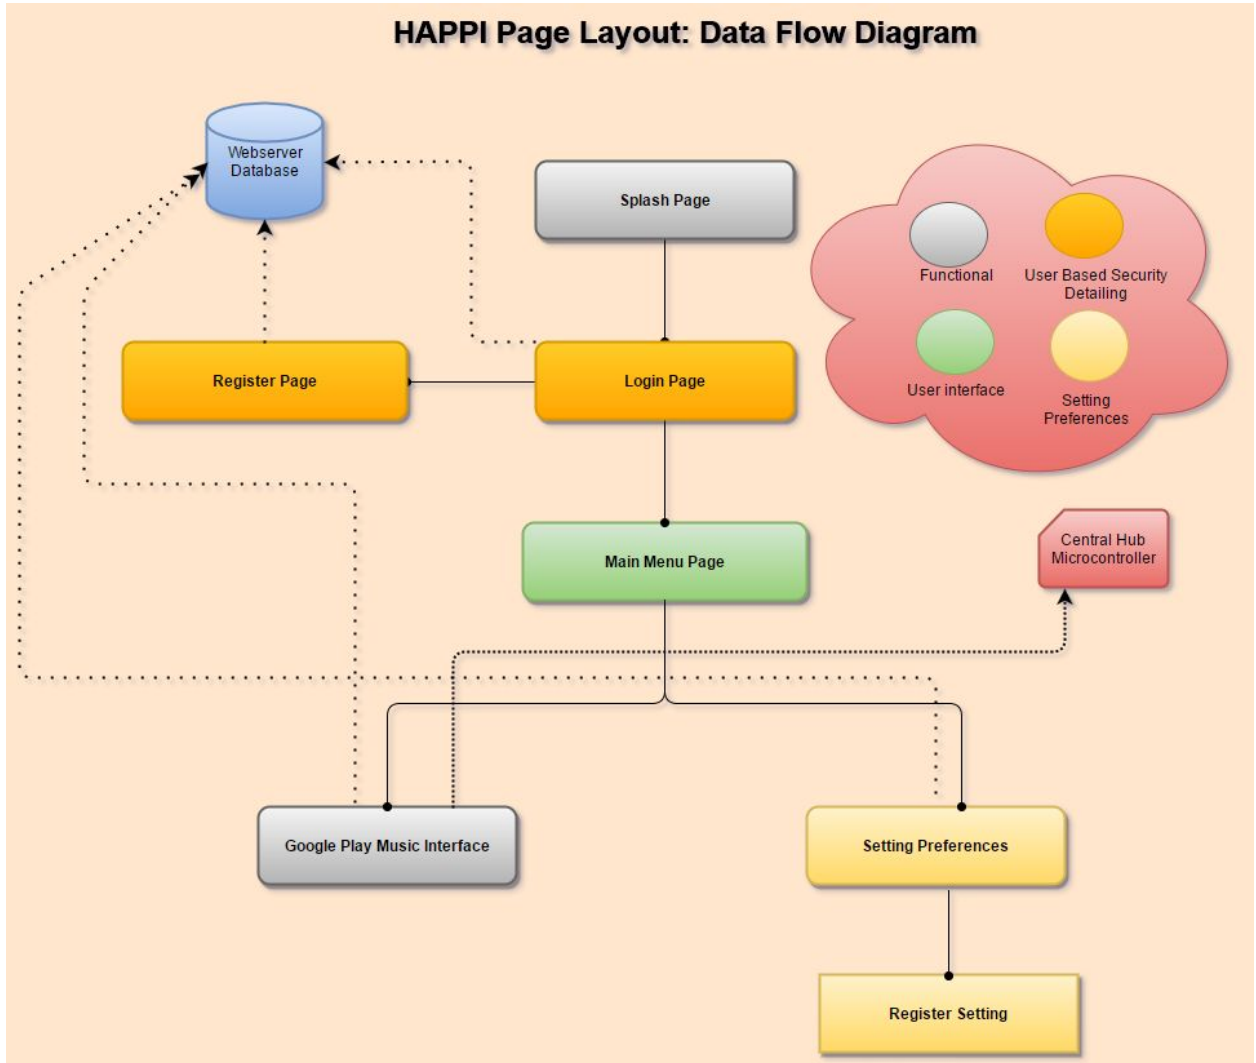 HAPPI Page Layout: Data Flow Diagram
Webserver
Database
Splash Page
Functional
User Based Security
Detailing
User interface
Setting
Preferences
Register Page
Login Page
Central Hub
Microcontroller
Main Menu Page
Google Play Music Interface
Setting Preferences
Register Setting